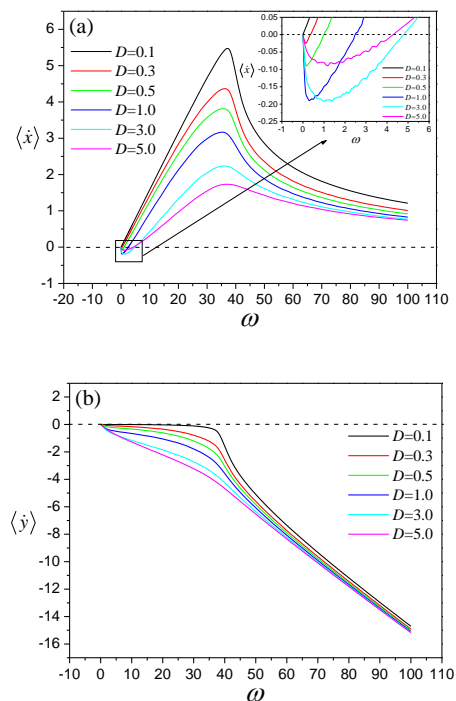 (a)
D=0.1
D=0.3
D=0.5
D=1.0
D=3.0
D=5.0
⟨ẋ⟩
6
5
4
3
2
1
0
-1
-20 -10 0 10 20 30 40 50 60 70 80 90 100 110
ω
0.05
0.00
-0.05
-0.10
-0.15
-0.20
-0.25
⟨ẋ⟩
D=0.1
D=0.3
D=0.5
D=1.0
D=3.0
D=5.0
-1 0 1 2 3 4 5 6
ω
(b)
2
0
-2
-4
-6
-8
-10
-12
-14
-16
⟨ẏ⟩
D=0.1
D=0.3
D=0.5
D=1.0
D=3.0
D=5.0
-10 0 10 20 30 40 50 60 70 80 90 100 110
ω